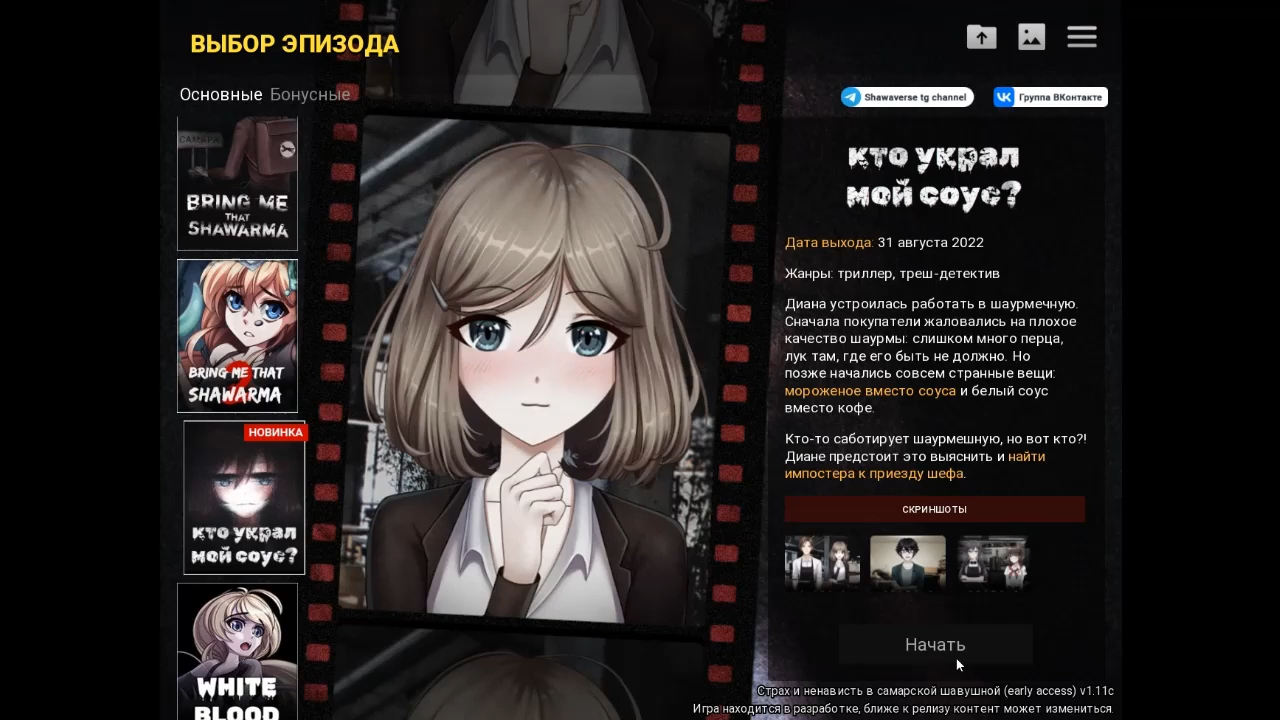 ВЫБОР ЭПИЗОДА
Основные Бонусные
Shawaverse tg channel
Группа ВКонтакте
САМАРА
BRING ME
THAT
SHAWARMA
BRING ME THAT
SHAWARMA
2
НОВИНКА
кто украл
мой соус?
WHITE
BLOOD
кто украл
мой соус?
Дата выхода: 31 августа 2022
Жанры: триллер, треш-детектив
Диана устроилась работать в шаурмечную.
Сначала покупатели жаловались на плохое
качество шаурмы: слишком много перца,
лук там, где его быть не должно. Но
позже начались совсем странные вещи:
мороженое вместо соуса и белый соус
вместо кофе.
Кто-то саботирует шаурмешную, но вот кто?!
Диане предстоит это выяснить и найти
импостера к приезду шефа.
СКРИНШОТЫ
Начать
Страх и ненависть в самарской шавушной (early access) v1.11c
Игра находится в разработке, ближе к релизу контент может измениться.